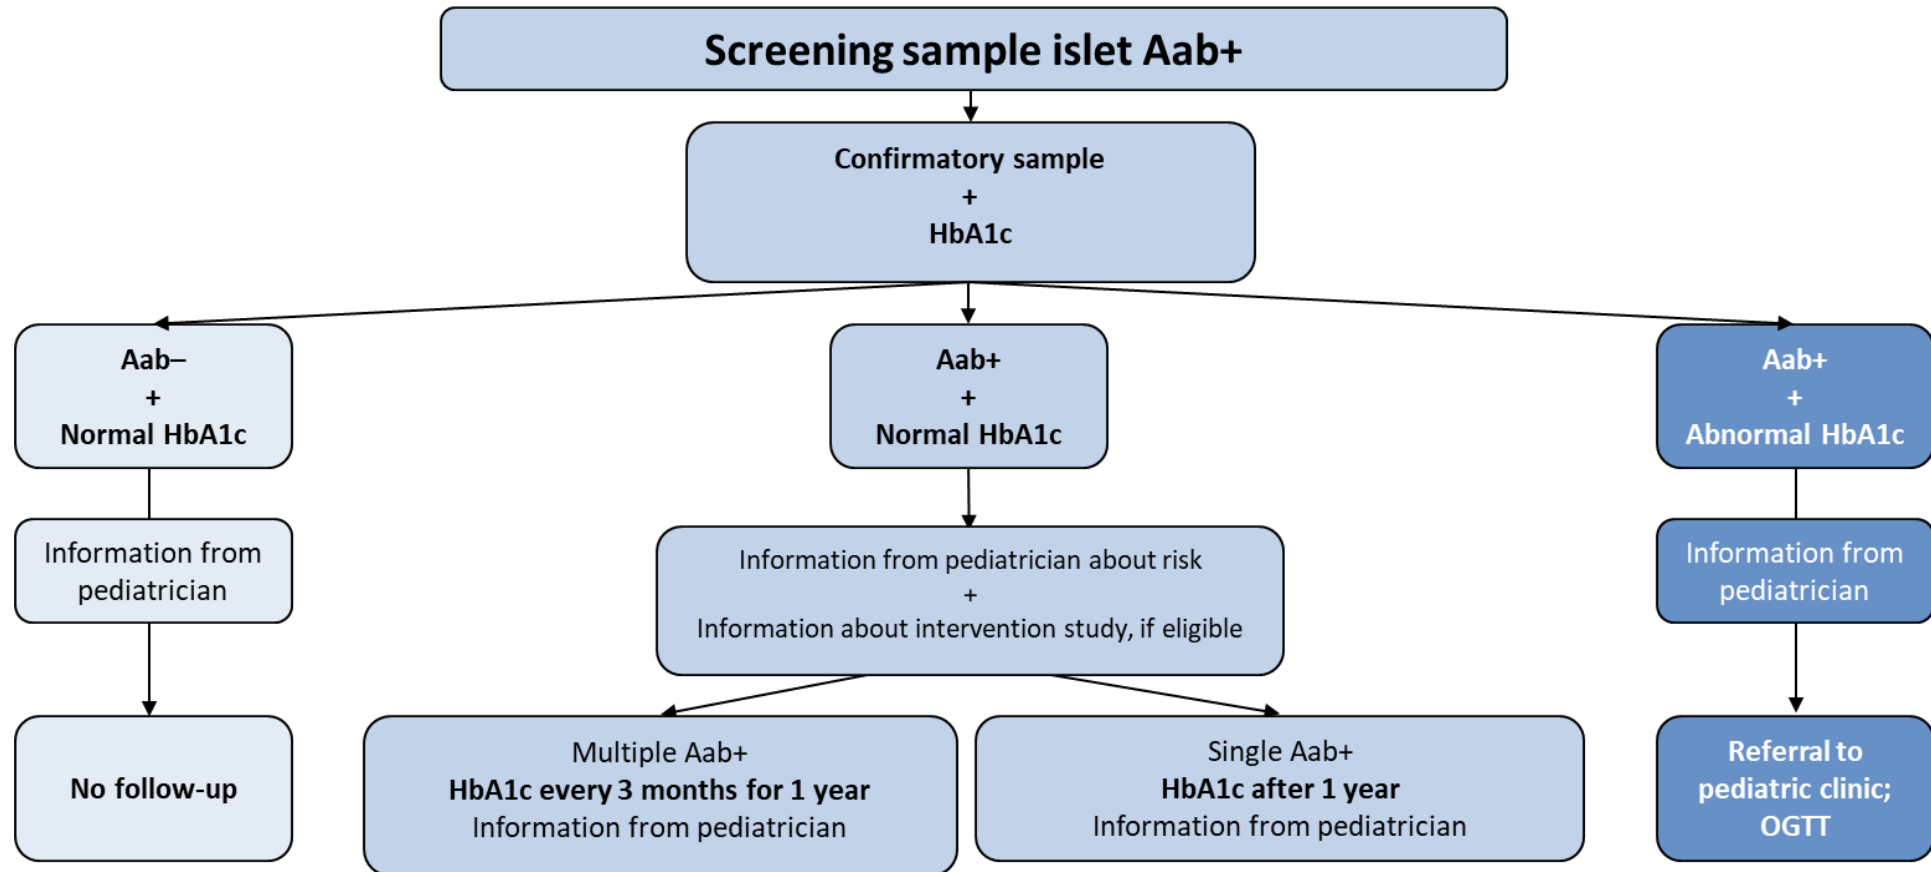 Screening sample islet Aab+
Confirmatory sample
+
HbA1c
Aab–
+
Normal HbA1c
Aab+
+
Normal HbA1c
Aab+
+
Abnormal HbA1c
Information from
pediatrician
Information from pediatrician about risk
+
Information about intervention study, if eligible
Information from
pediatrician
No follow-up
Multiple Aab+
HbA1c every 3 months for 1 year
Information from pediatrician
Single Aab+
HbA1c after 1 year
Information from pediatrician
Referral to
pediatric clinic;
OGTT